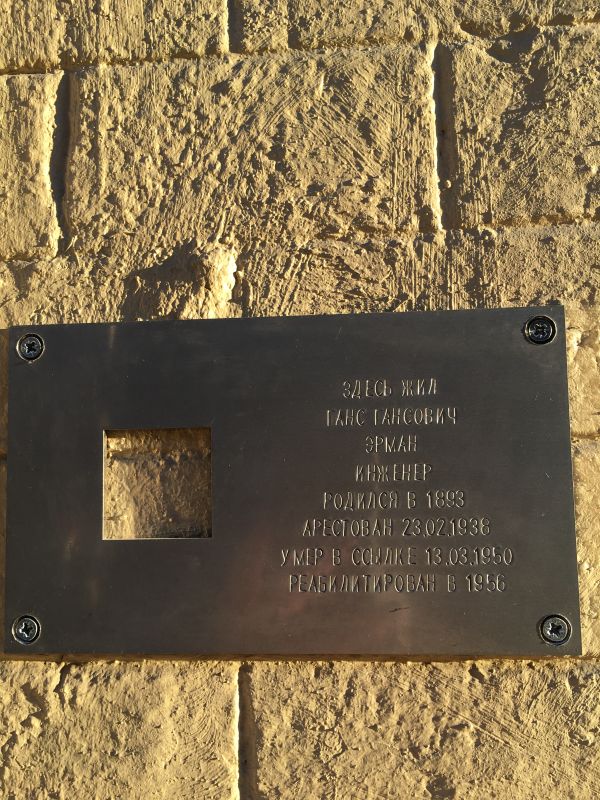 ЗДЕСЬ ЖИЛ
ГАНС ГАНСОВИЧ
ЭРМАН
ИНЖЕНЕР
РОДИЛСЯ В 1893
АРЕСТОВАН 23.02.1938
УМЕР В ССЫЛКЕ 13.03.1950
РЕАБИЛИТИРОВАН В 1956